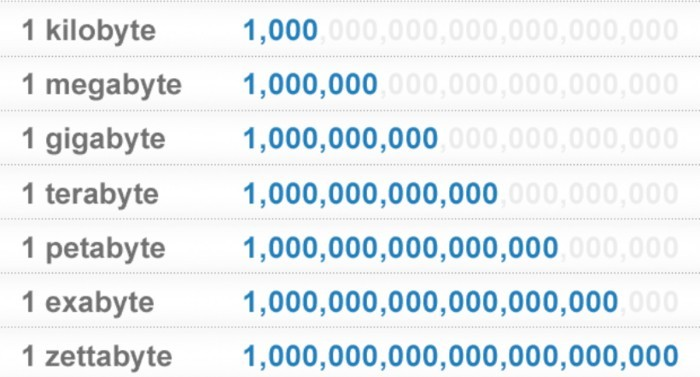 1 kilobyte 1,000,000,000,000,000,000,000
1 megabyte 1,000,000,000,000,000,000,000
1 gigabyte 1,000,000,000,000,000,000,000
1 terabyte 1,000,000,000,000,000,000,000
1 petabyte 1,000,000,000,000,000,000,000
1 exabyte 1,000,000,000,000,000,000,000
1 zettabyte 1,000,000,000,000,000,000,000